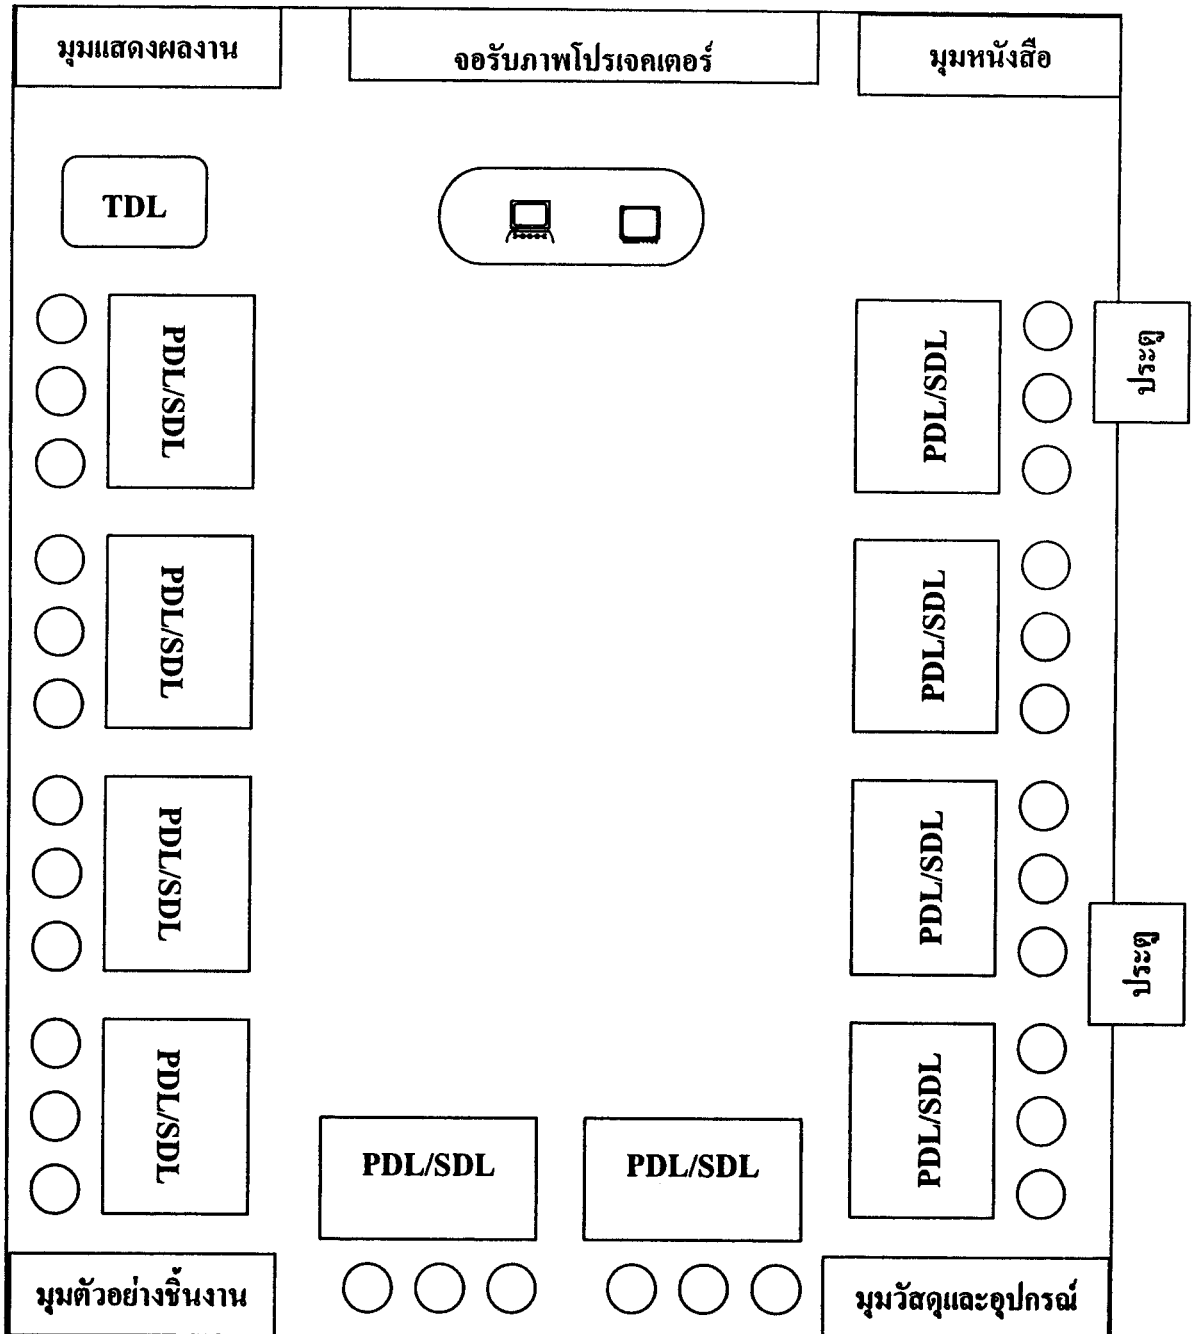 มุมแสดงผลงาน
จอรับภาพโปรเจคเตอร์
มุมหนังสือ
TDL
PDL/SDL
PDL/SDL
ประตู
PDL/SDL
PDL/SDL
PDL/SDL
PDL/SDL
ประตู
PDL/SDL
PDL/SDL
PDL/SDL
PDL/SDL
มุมตัวอย่างชิ้นงาน
มุมวัสดุและอุปกรณ์